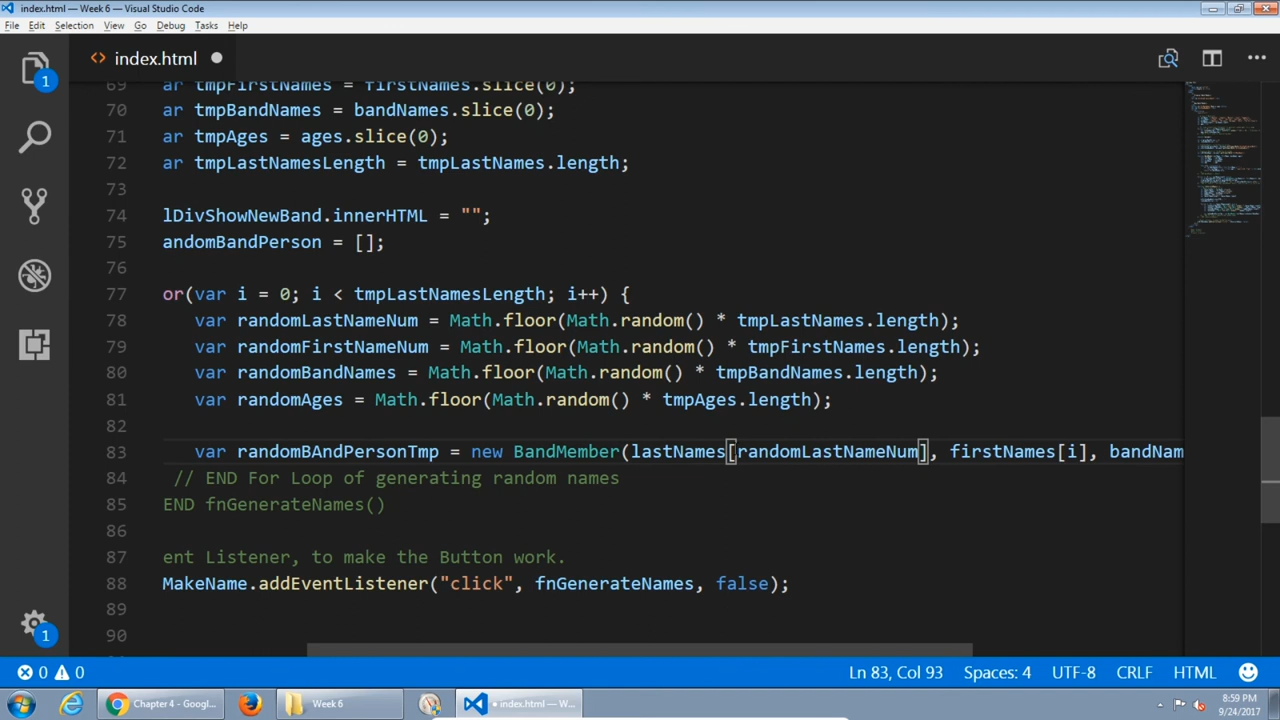 index.html — Week 6 — Visual Studio Code
File Edit Selection View Go Debug Tasks Help
1
<> index.html
69 ar tmpFirstNames = firstNames.slice(0);
70 ar tmpBandNames = bandNames.slice(0);
71 ar tmpAges = ages.slice(0);
72 ar tmpLastNamesLength = tmpLastNames.length;
73
74 lDivShowNewBand.innerHTML = "";
75 andomBandPerson = [];
76
77 or(var i = 0; i < tmpLastNamesLength; i++) {
78 var randomLastNameNum = Math.floor(Math.random() * tmpLastNames.length);
79 var randomFirstNameNum = Math.floor(Math.random() * tmpFirstNames.length);
80 var randomBandNames = Math.floor(Math.random() * tmpBandNames.length);
81 var randomAges = Math.floor(Math.random() * tmpAges.length);
82
83 var randomBAndPersonTmp = new BandMember(lastNames[randomLastNameNum], firstNames[i], bandNam
84 // END For Loop of generating random names
85 END fnGenerateNames()
86
87 ent Listener, to make the Button work.
88 MakeName.addEventListener("click", fnGenerateNames, false);
89
90
1
0 0 Ln 83, Col 93 Spaces: 4 UTF-8 CRLF HTML
Chapter 4 - Googl... Week 6 • index.html — W... 8:59 PM
9/24/2017